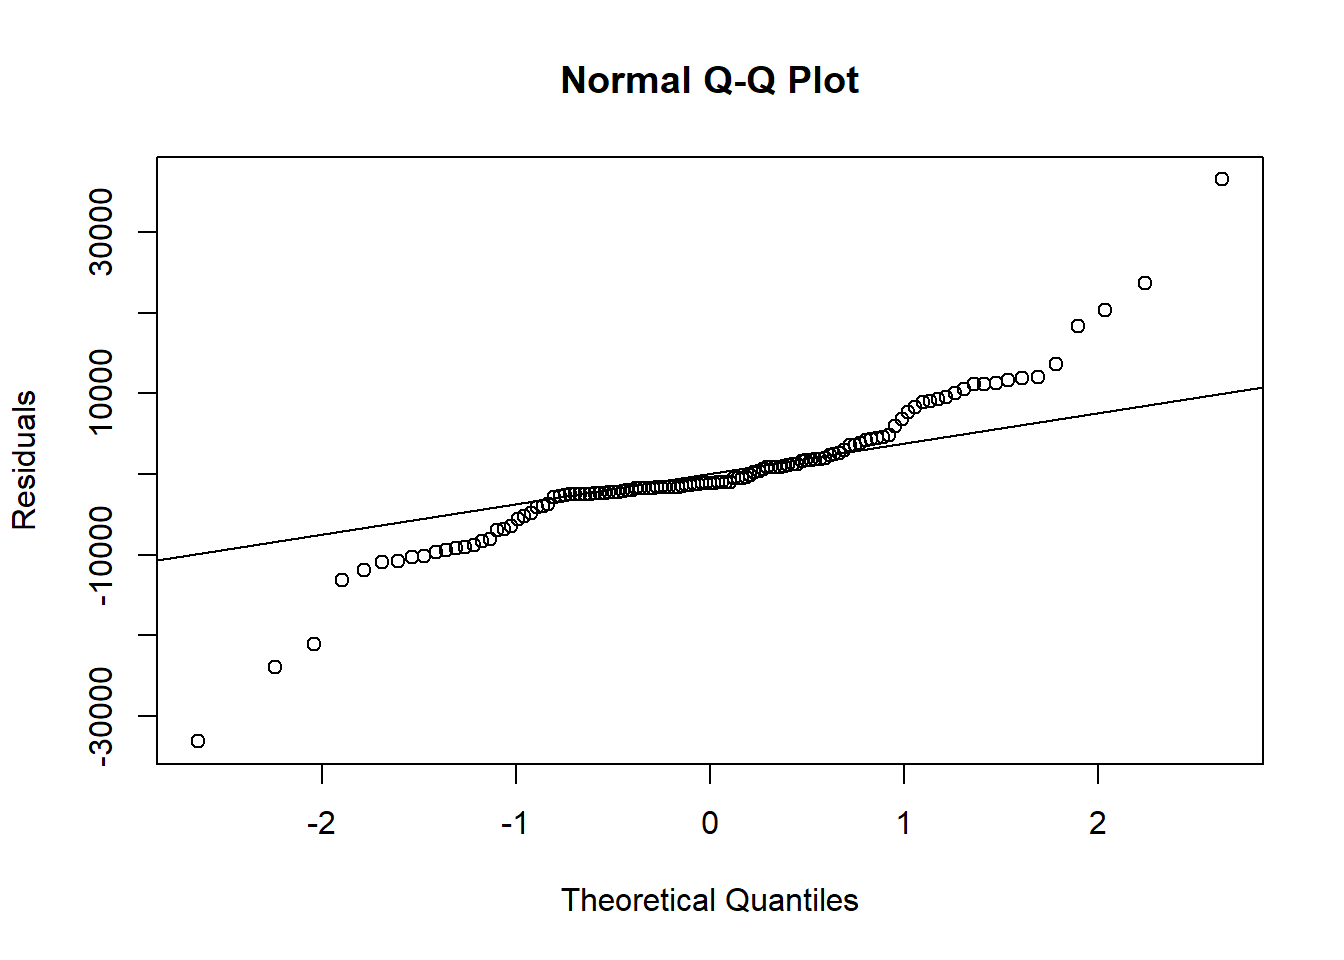 Normal Q-Q Plot
Residuals
30000
10000
-10000
-30000
-2 -1 0 1 2
Theoretical Quantiles